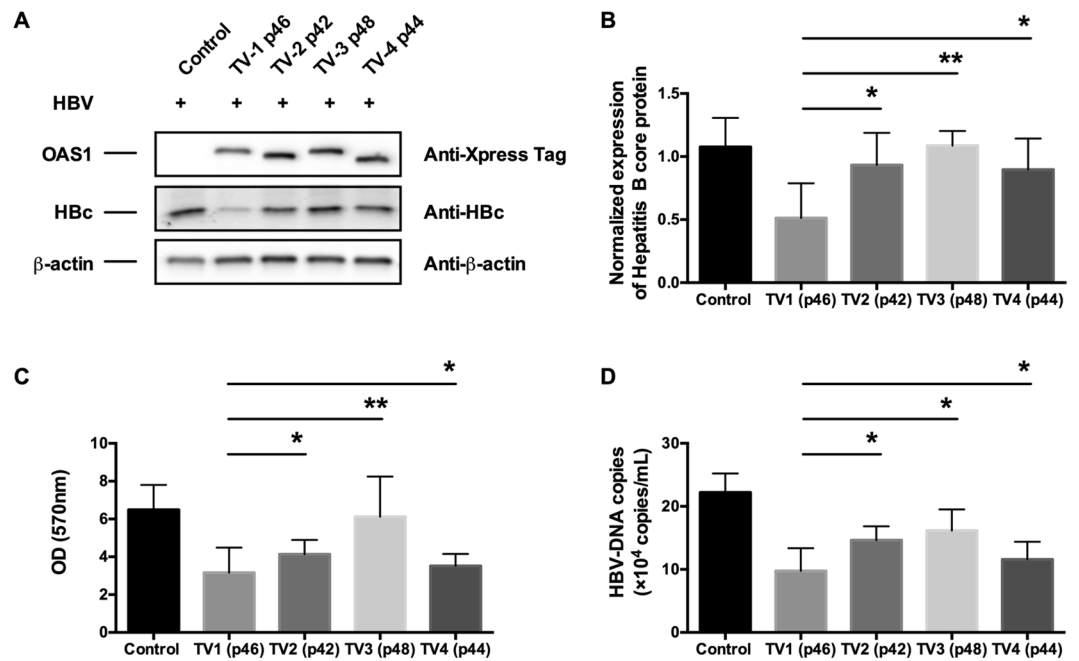 A
Control
TV-1 p46
TV-2 p42
TV-3 p48
TV-4 p44
HBV + + + + +
OAS1 Anti-Xpress Tag
HBc Anti-HBc
β-actin Anti-β-actin
B
*
**
*
Normalized expression
of Hepatitis B core protein
1.5
1.0
0.5
0.0
Control TV1 (p46) TV2 (p42) TV3 (p48) TV4 (p44)
C
*
**
*
OD (570nm)
10
8
6
4
2
0
Control TV1 (p46) TV2 (p42) TV3 (p48) TV4 (p44)
D
*
*
*
HBV-DNA copies
(×10⁴ copies/mL)
30
20
10
0
Control TV1 (p46) TV2 (p42) TV3 (p48) TV4 (p44)